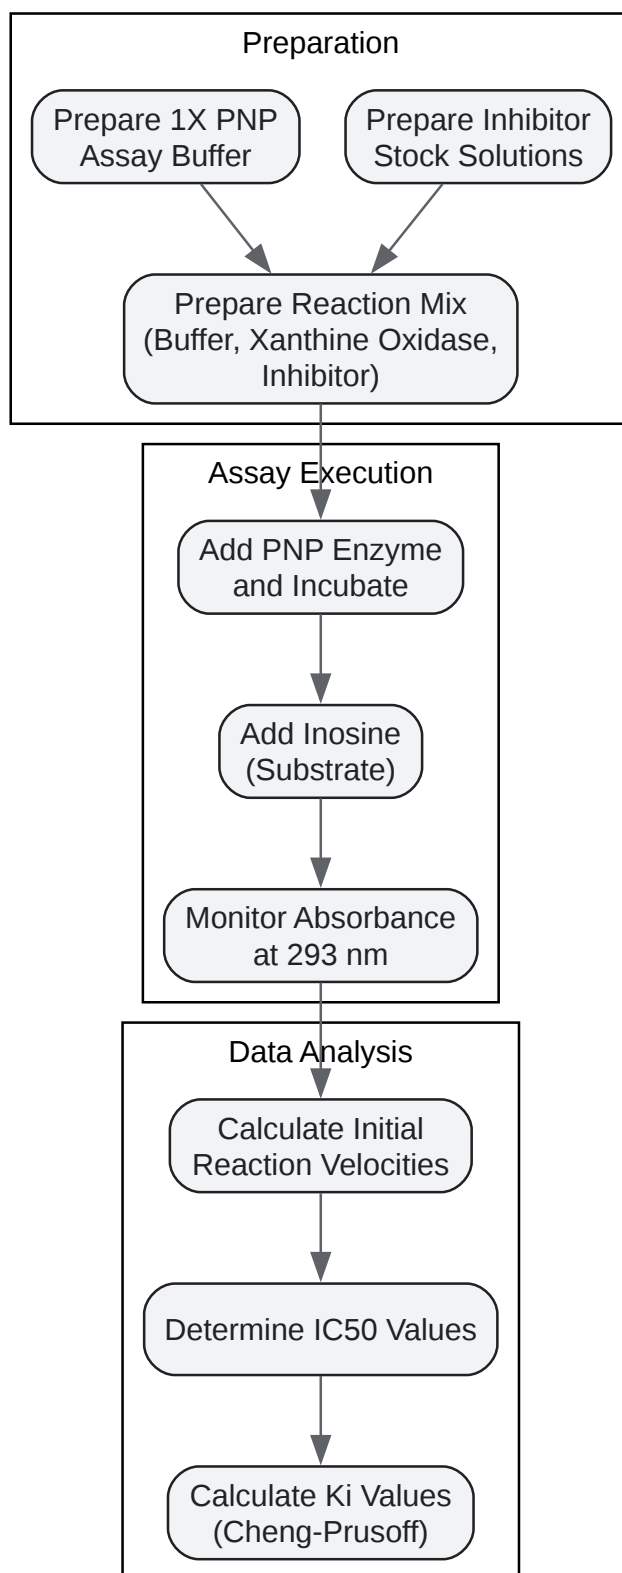 Preparation
Prepare 1X PNP
Assay Buffer
Prepare Inhibitor
Stock Solutions
Prepare Reaction Mix
(Buffer, Xanthine Oxidase,
Inhibitor)
Assay Execution
Add PNP Enzyme
and Incubate
Add Inosine
(Substrate)
Monitor Absorbance
at 293 nm
Data Analysis
Calculate Initial
Reaction Velocities
Determine IC50 Values
Calculate Ki Values
(Cheng-Prusoff)